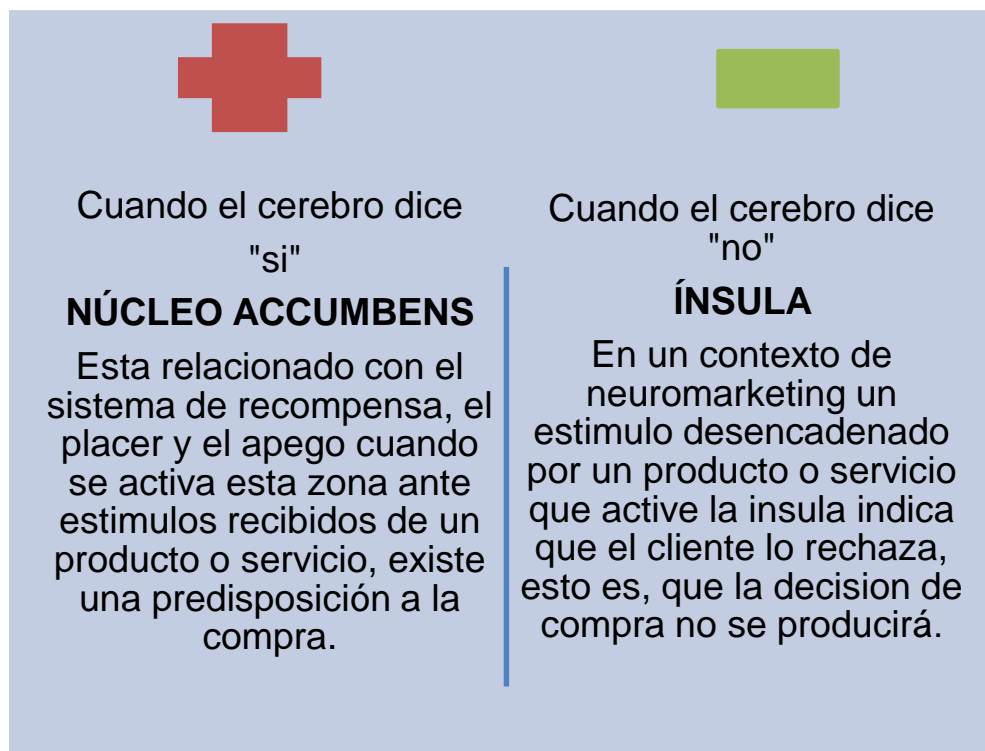 Cuando el cerebro dice
"si"
NÚCLEO ACCUMBENS
Esta relacionado con el
sistema de recompensa, el
placer y el apego cuando
se activa esta zona ante
estimulos recibidos de un
producto o servicio, existe
una predisposición a la
compra.
Cuando el cerebro dice
"no"
ÍNSULA
En un contexto de
neuromarketing un
estimulo desencadenado
por un producto o servicio
que active la insula indica
que el cliente lo rechaza,
esto es, que la decision de
compra no se producirá.